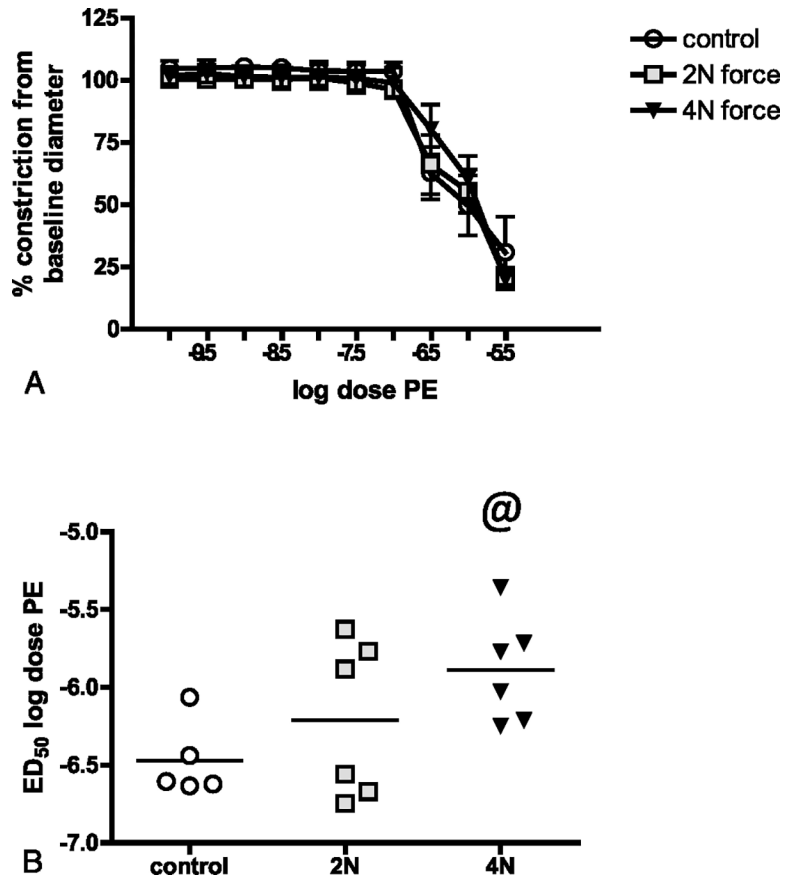 125
100
75
50
25
0
% constriction from
baseline diameter
-9.5 -8.5 -7.5 -6.5 -5.5
log dose PE
control
2N force
4N force
A
@
-5.0
-5.5
-6.0
-6.5
-7.0
ED50 log dose PE
control 2N 4N
B